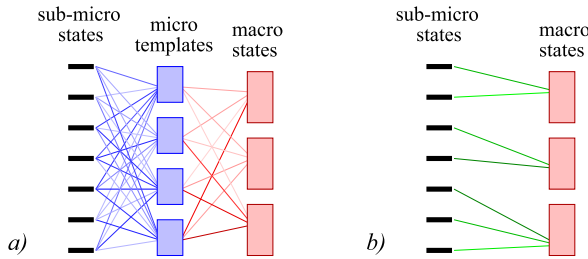 sub-micro
states
micro
templates
macro
states
a)
sub-micro
states
macro
states
b)